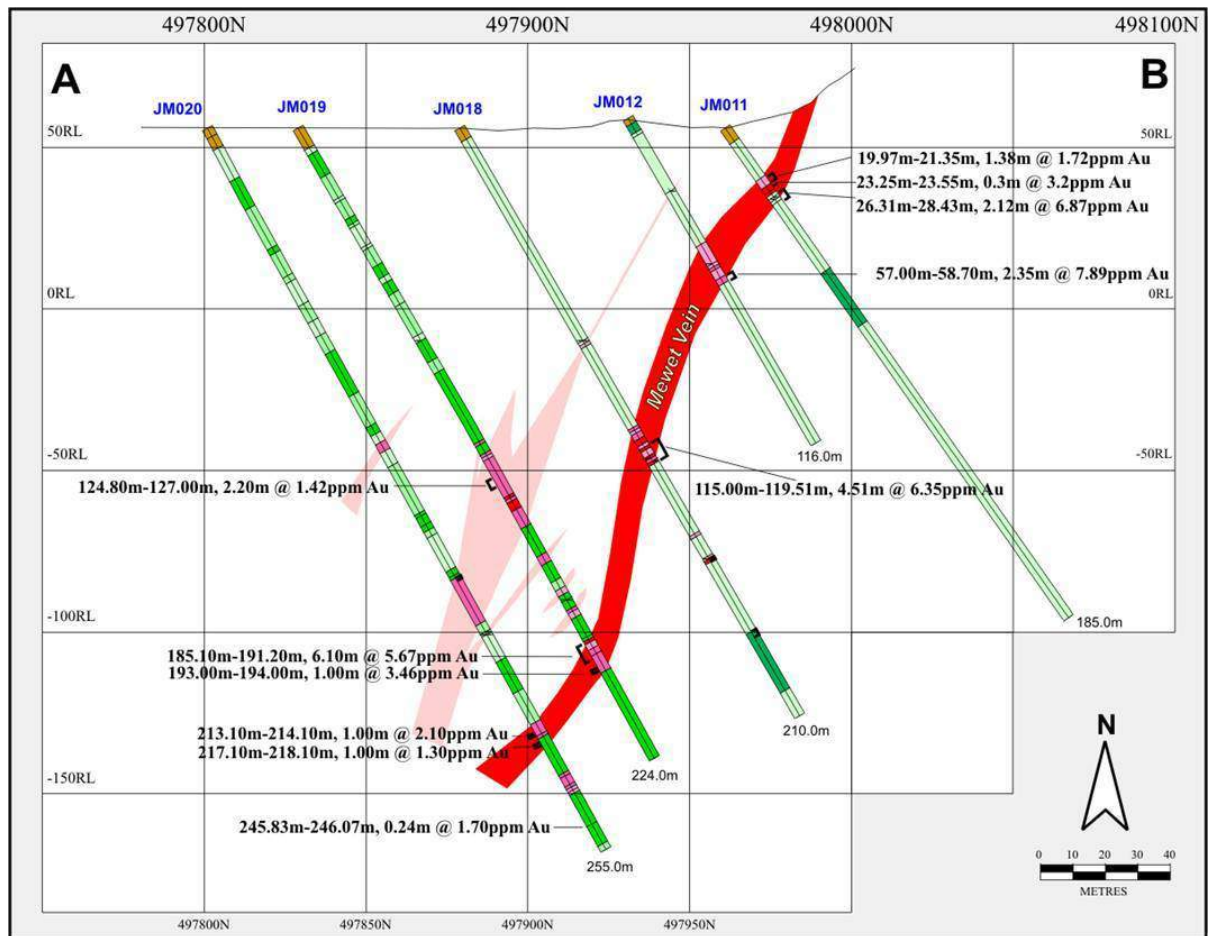 497800N 497900N 498000N 498100N
A B
JM020 JM019 JM018 JM012 JM011
50RL 50RL
19.97m-21.35m, 1.38m @ 1.72ppm Au
23.25m-23.55m, 0.3m @ 3.2ppm Au
26.31m-28.43m, 2.12m @ 6.87ppm Au
57.00m-58.70m, 2.35m @ 7.89ppm Au
0RL 0RL
Mewet Vein
-50RL -50RL
116.0m
124.80m-127.00m, 2.20m @ 1.42ppm Au
115.00m-119.51m, 4.51m @ 6.35ppm Au
-100RL -100RL
185.0m
185.10m-191.20m, 6.10m @ 5.67ppm Au
193.00m-194.00m, 1.00m @ 3.46ppm Au
213.10m-214.10m, 1.00m @ 2.10ppm Au
217.10m-218.10m, 1.00m @ 1.30ppm Au
210.0m
N
-150RL
224.0m
245.83m-246.07m, 0.24m @ 1.70ppm Au
255.0m
0 10 20 30 40
METRES
497800N 497850N 497900N 497950N